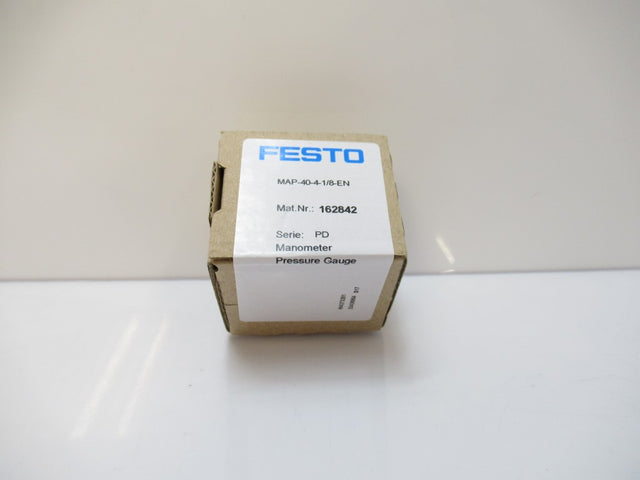 FESTO
MAP-40-4-1/8-EN
Mat.Nr.: 162842
Serie: PD
Manometer
Pressure Gauge